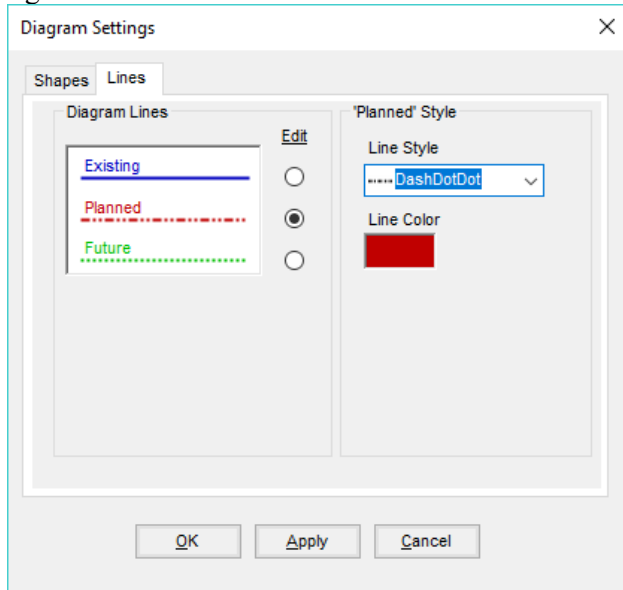 Diagram Settings
Shapes Lines
Diagram Lines
Edit
Existing
Planned
Future
'Planned' Style
Line Style
DashDotDot
Line Color
OK Apply Cancel